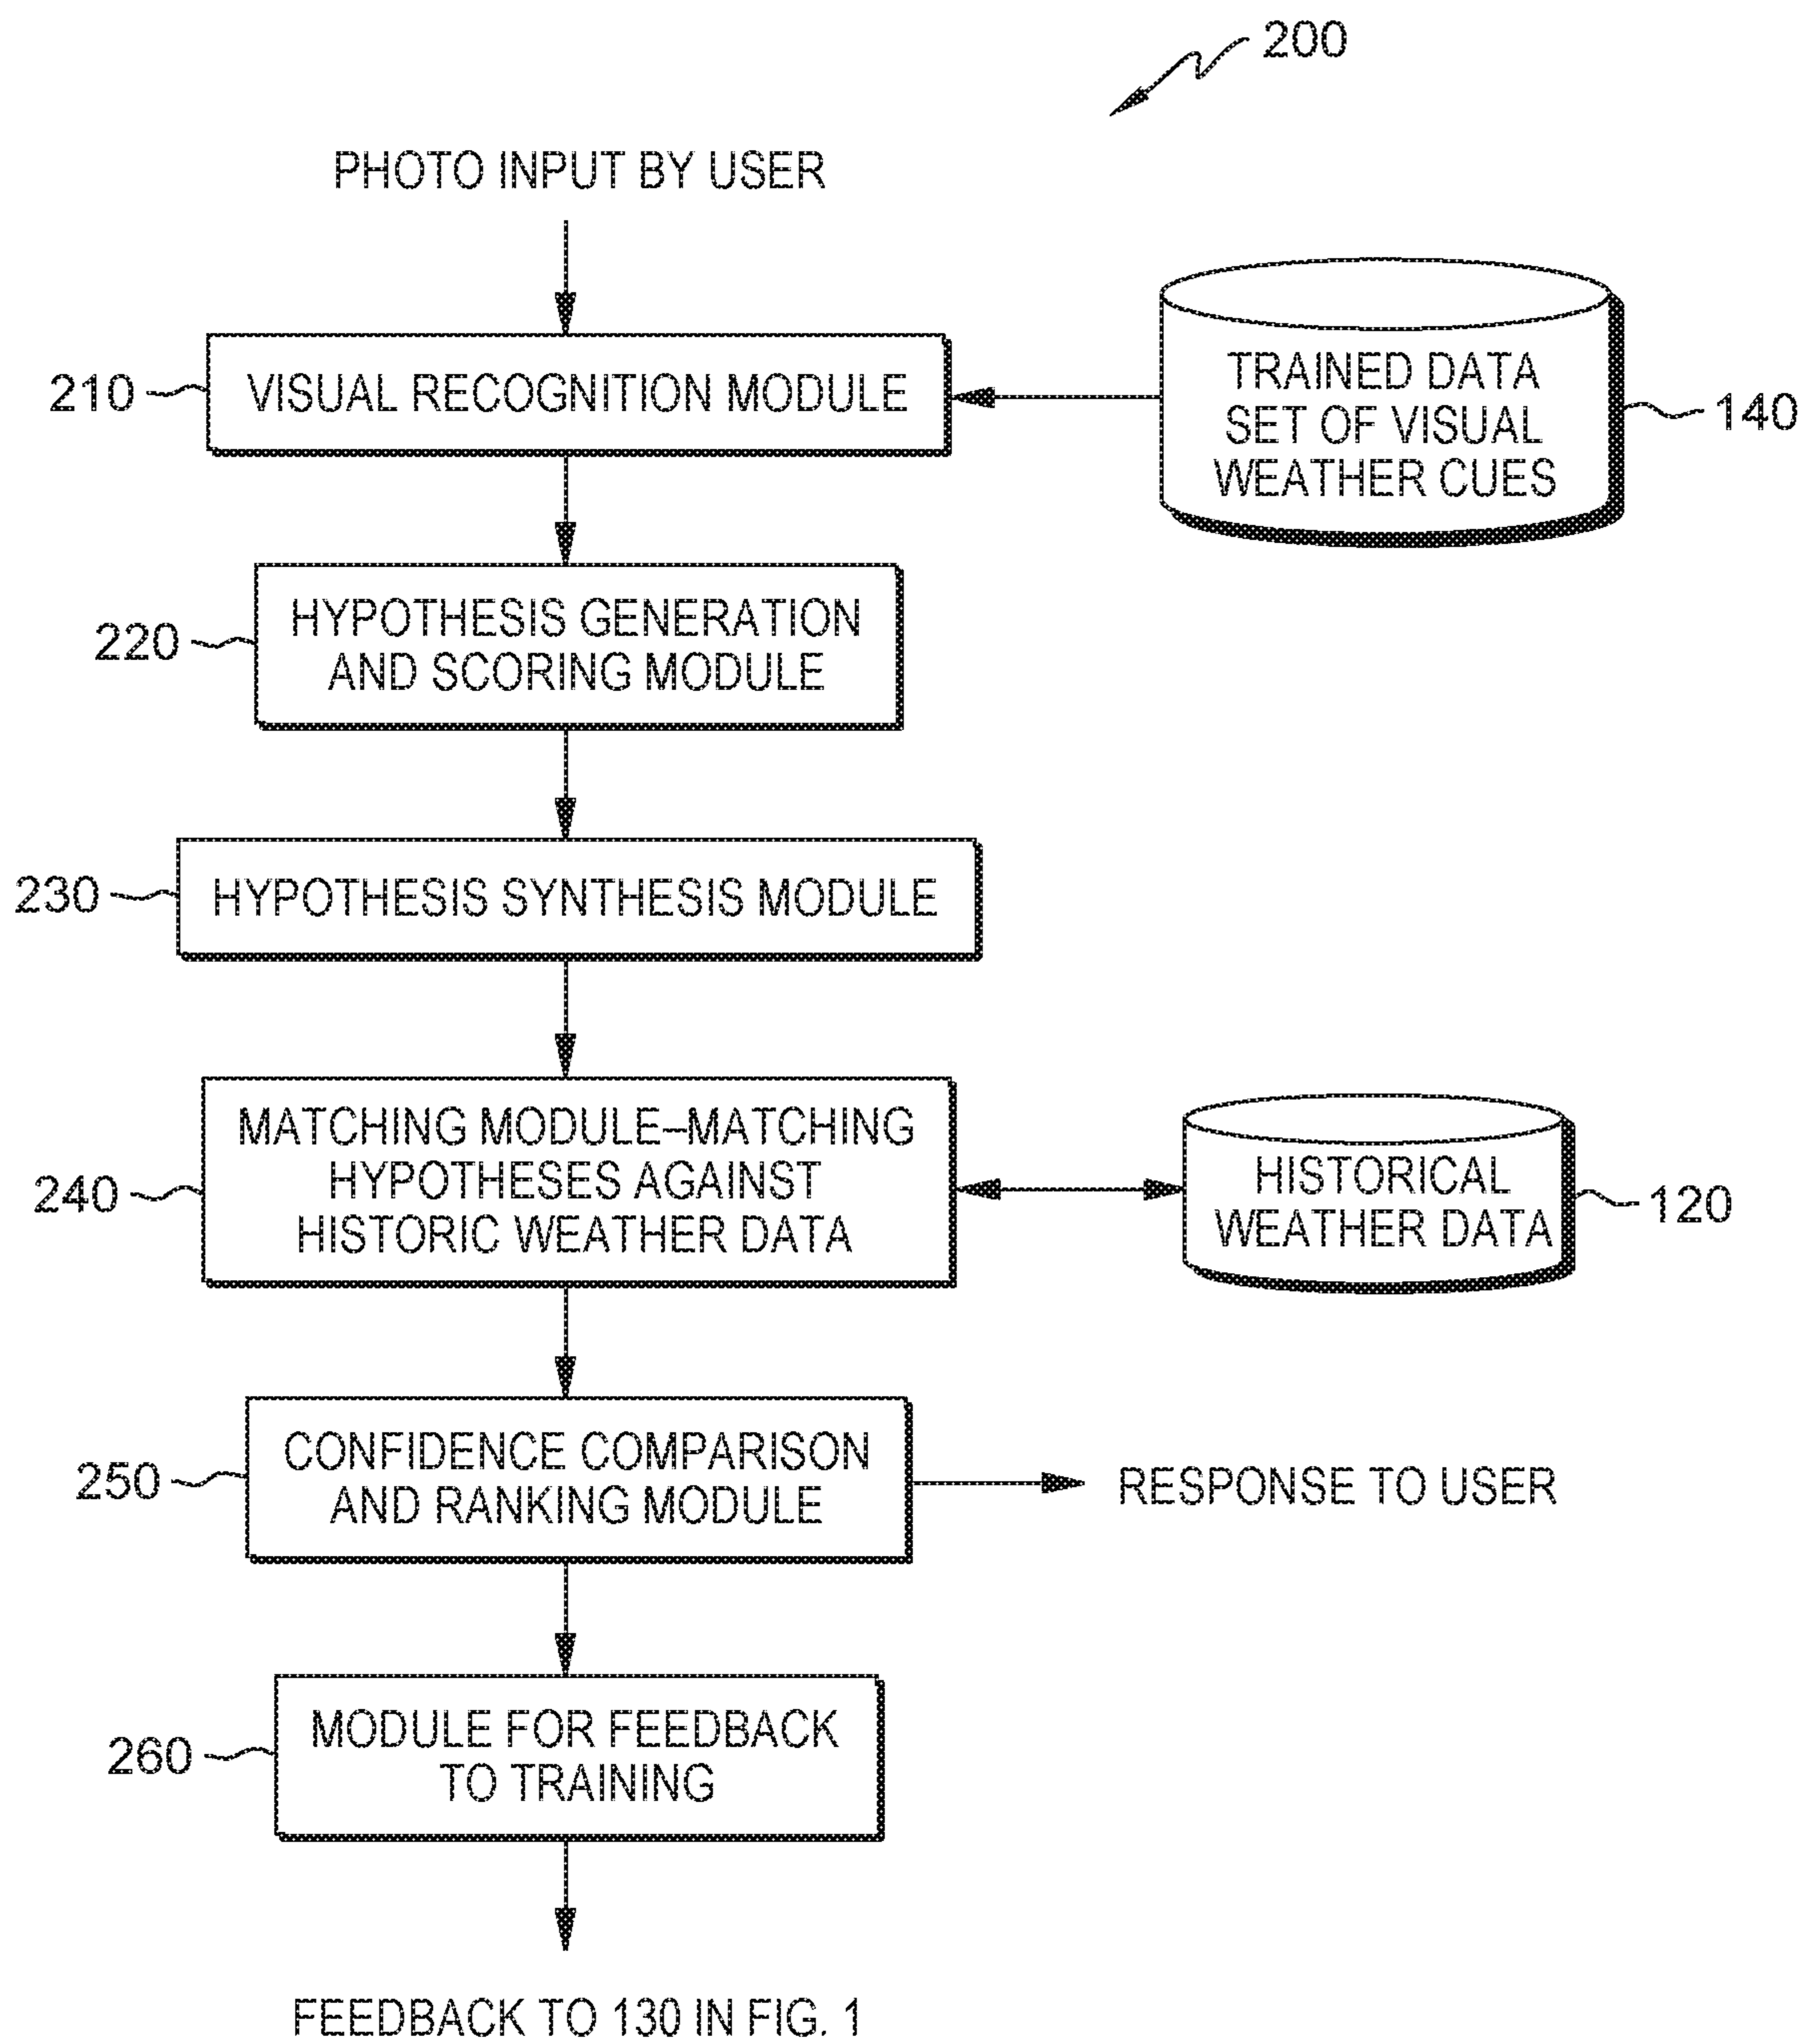 200
PHOTO INPUT BY USER
210
VISUAL RECOGNITION MODULE
TRAINED DATA
SET OF VISUAL
WEATHER CUES
140
220
HYPOTHESIS GENERATION
AND SCORING MODULE
230
HYPOTHESIS SYNTHESIS MODULE
240
MATCHING MODULE–MATCHING
HYPOTHESES AGAINST
HISTORIC WEATHER DATA
HISTORICAL
WEATHER DATA
120
250
CONFIDENCE COMPARISON
AND RANKING MODULE
RESPONSE TO USER
260
MODULE FOR FEEDBACK
TO TRAINING
FEEDBACK TO 130 IN FIG. 1